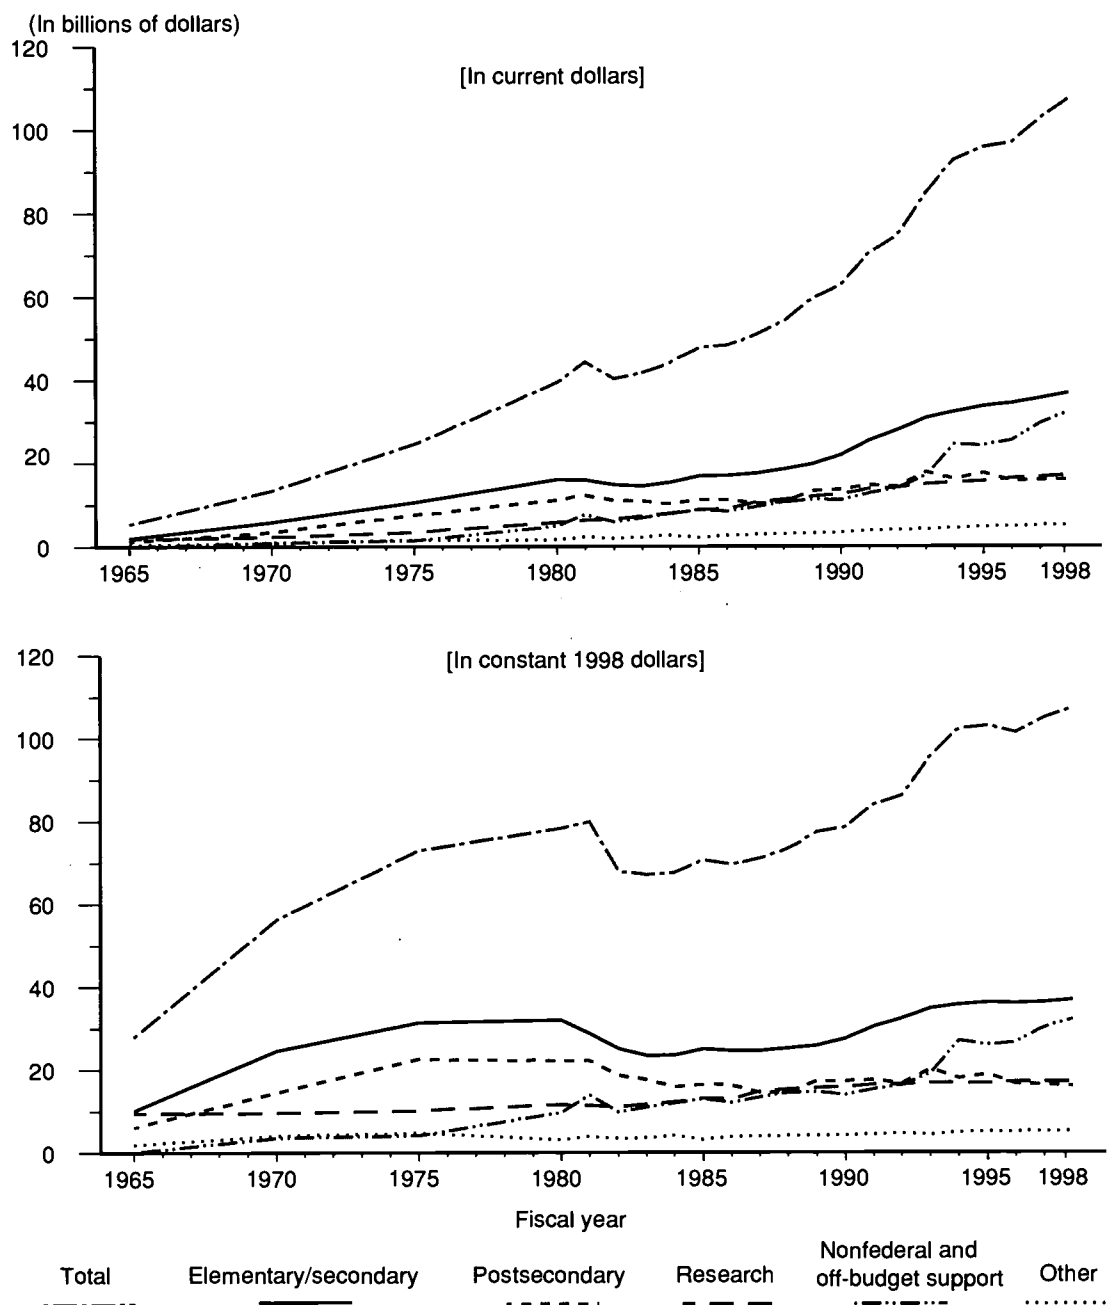 (In billions of dollars)
120
[In current dollars]
100
80
60
40
20
0
1965 1970 1975 1980 1985 1990 1995 1998
120
[In constant 1998 dollars]
100
80
60
40
20
0
1965 1970 1975 1980 1985 1990 1995 1998
Fiscal year
Total Elementary/secondary Postsecondary Research Nonfederal and
off-budget support Other